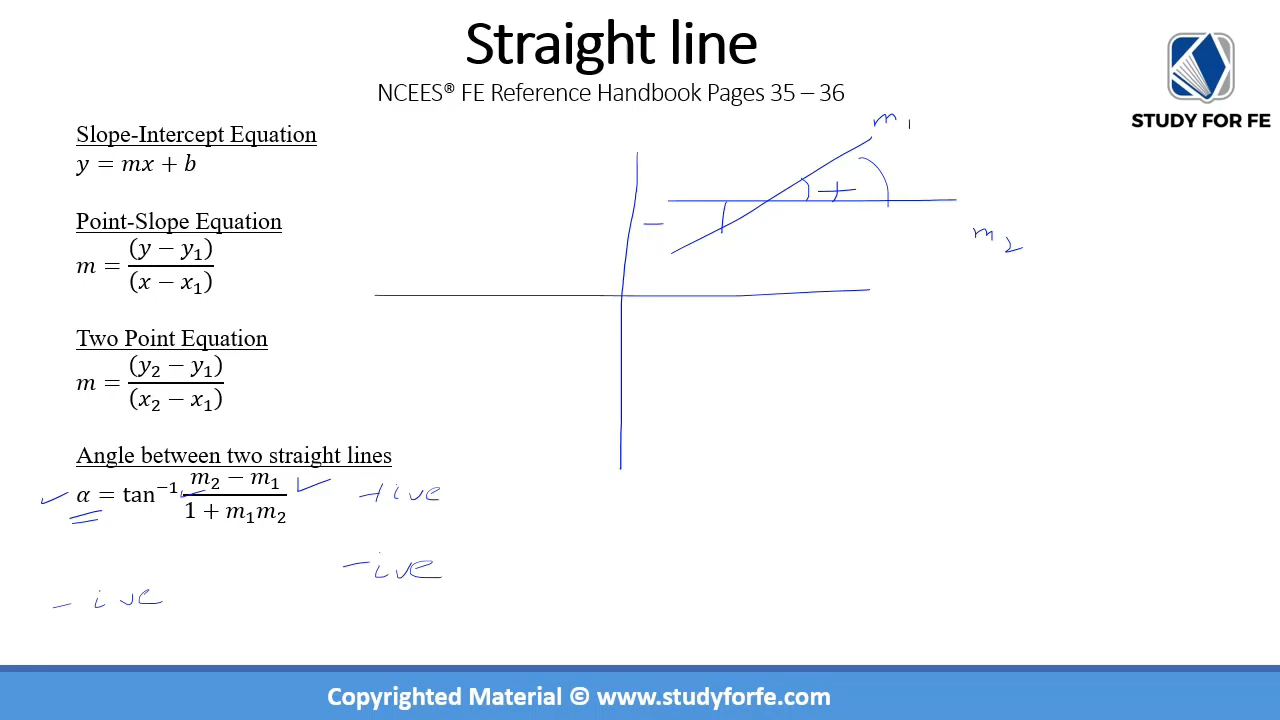 Straight line
NCEES® FE Reference Handbook Pages 35 – 36
STUDY FOR FE
Slope-Intercept Equation
y = mx + b
Point-Slope Equation
m = (y − y₁) / (x − x₁)
Two Point Equation
m = (y₂ − y₁) / (x₂ − x₁)
Angle between two straight lines
α = tan⁻¹ (m₂ − m₁) / (1 + m₁m₂)
+ive
−ive
−ive
m₁
+
−
m₂
Copyrighted Material © www.studyforfe.com